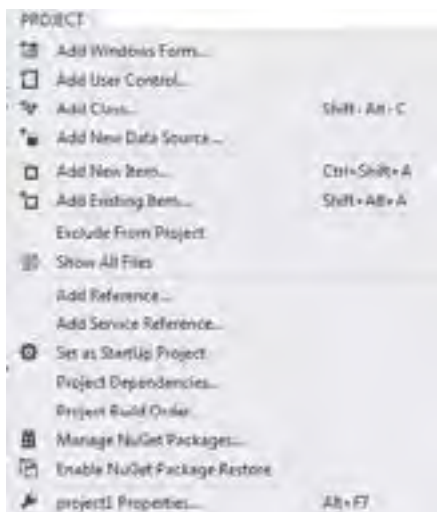 PROJECT
Add Windows Form...
Add User Control...
Add Class... Shift+Alt+C
Add New Data Source...
Add New Item... Ctrl+Shift+A
Add Existing Item... Shift+Alt+A
Exclude From Project
Show All Files
Add Reference...
Add Service Reference...
Set as StartUp Project
Project Dependencies...
Project Build Order...
Manage NuGet Packages...
Enable NuGet Package Restore
project1 Properties... Alt+F7